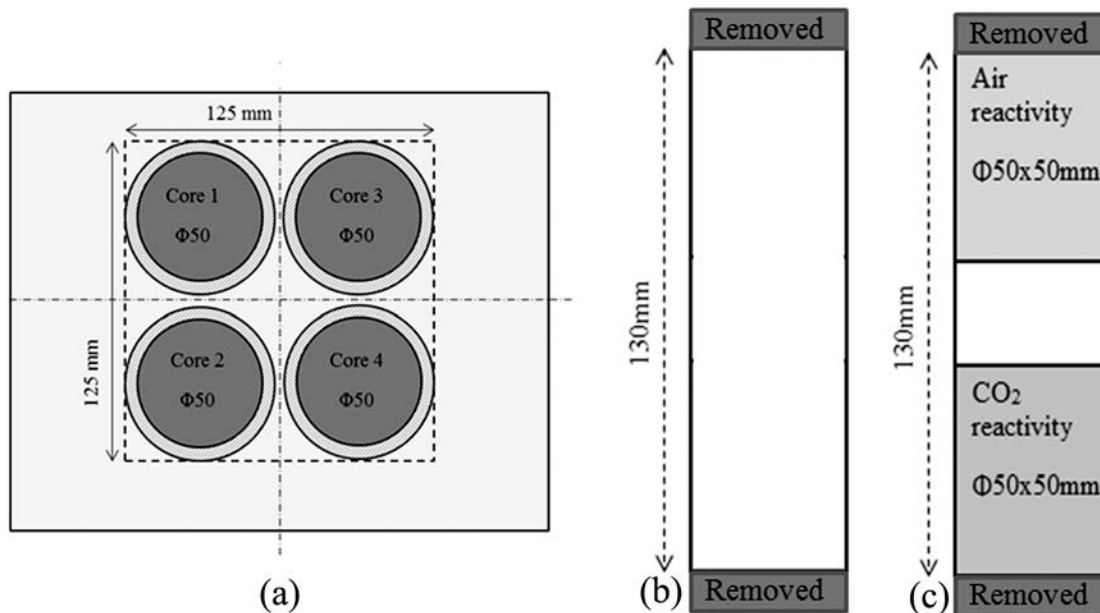 125 mm
125 mm
Core 1
Φ50
Core 3
Φ50
Core 2
Φ50
Core 4
Φ50
(a)
Removed
130mm
Removed
(b)
Removed
Air
reactivity
Φ50x50mm
130mm
CO₂
reactivity
Φ50x50mm
Removed
(c)